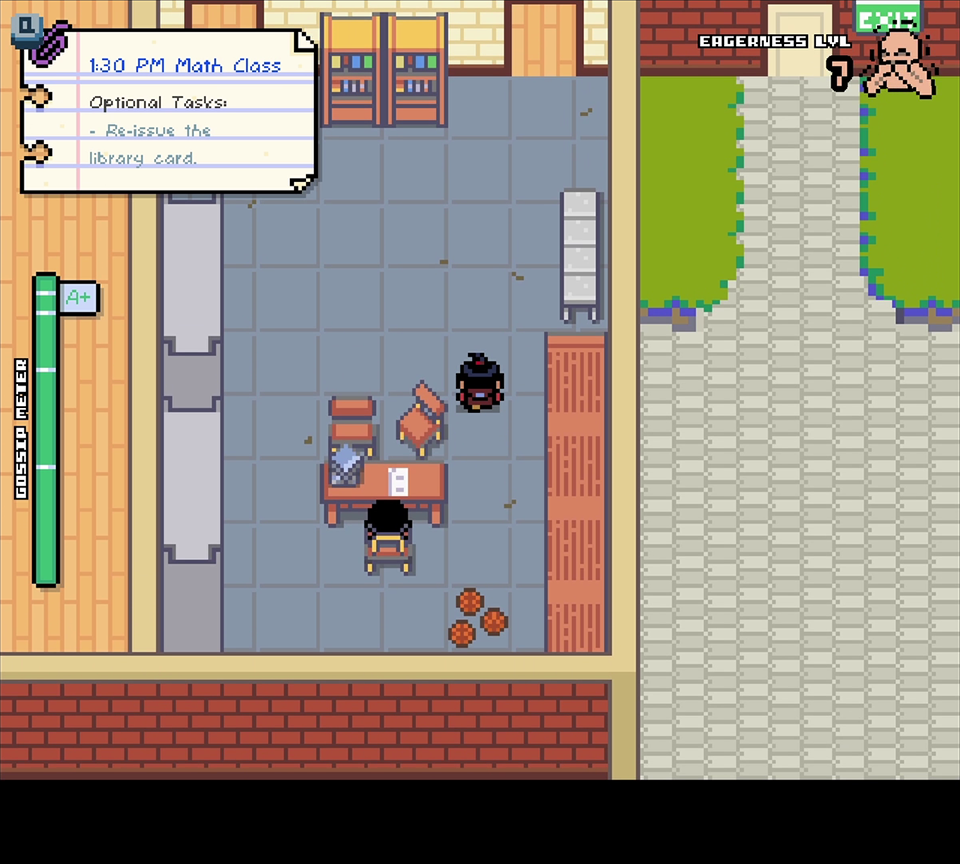 Q
1:30 PM Math Class
Optional Tasks:
- Re-issue the
library card.
A+
GOSSIP METER
EXIT
EAGERNESS LVL
7